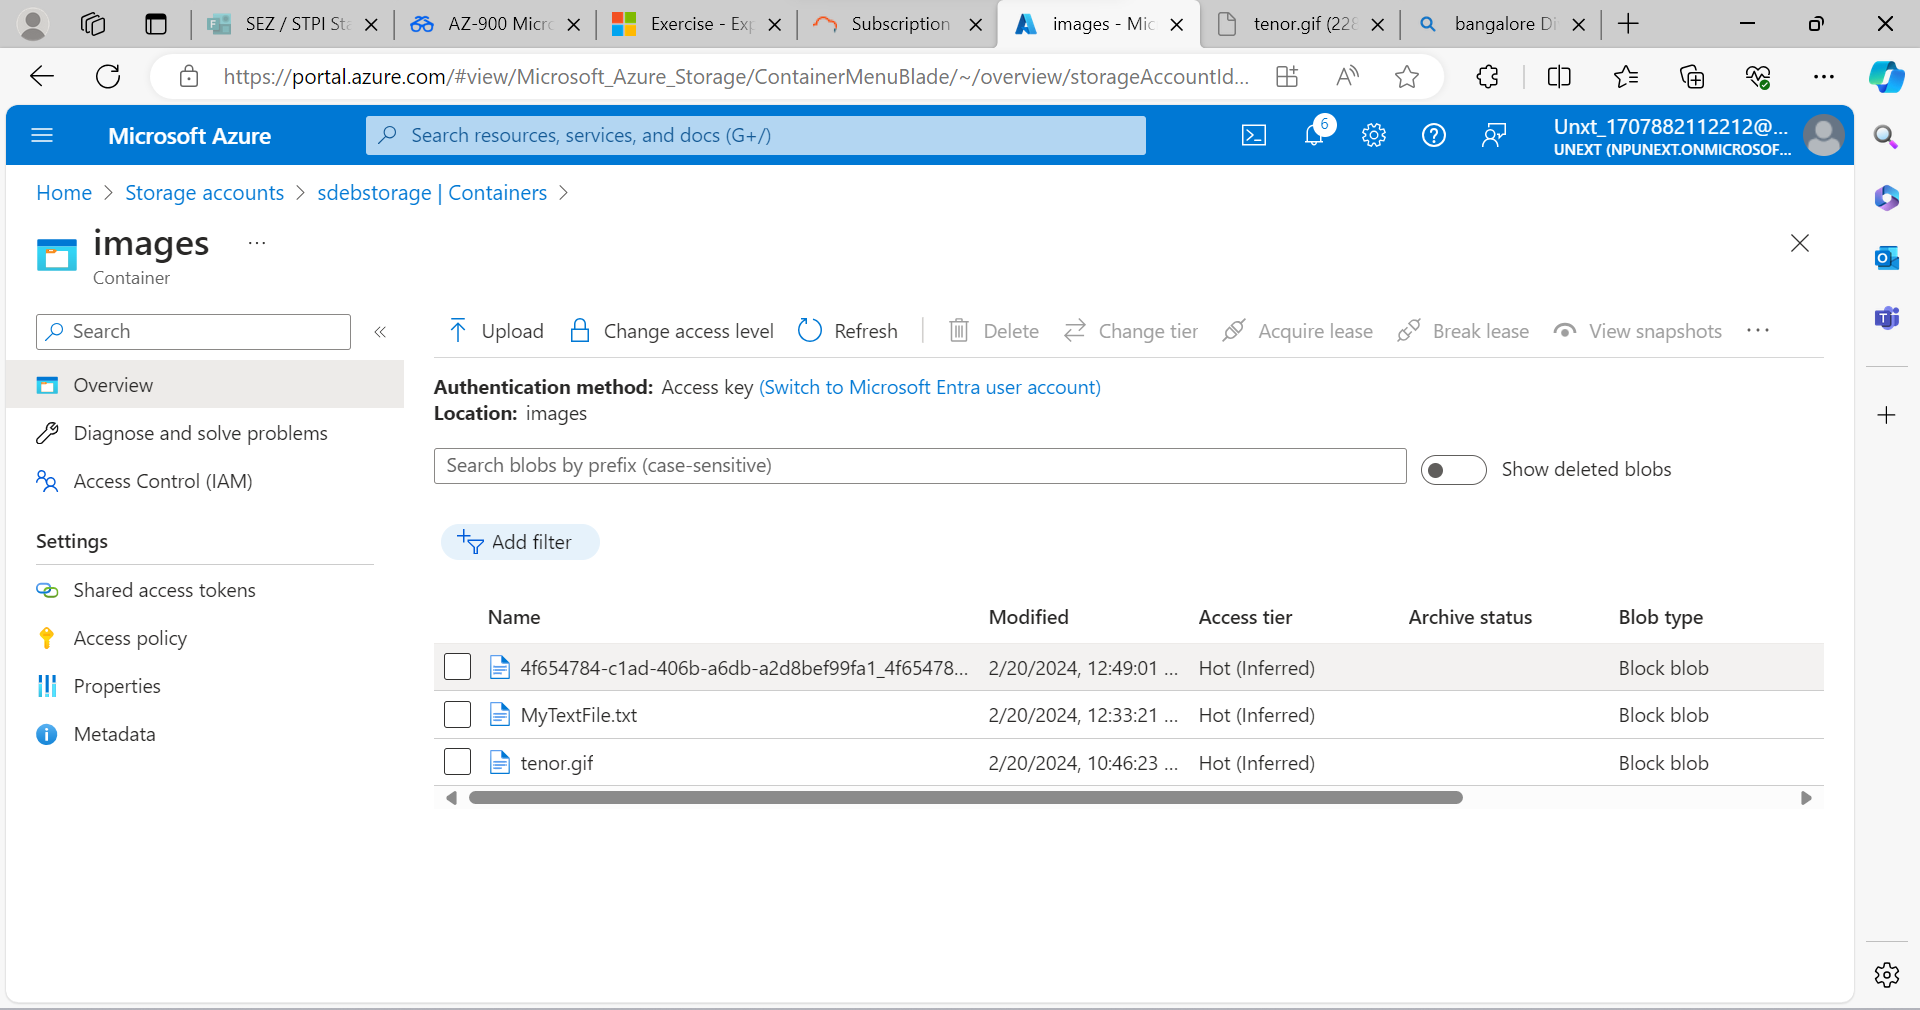 SEZ / STPI Sta
AZ-900 Micro
Exercise - Exp
Subscription
images - Mic
tenor.gif (228
bangalore Di
https://portal.azure.com/#view/Microsoft_Azure_Storage/ContainerMenuBlade/~/overview/storageAccountId...
Microsoft Azure
Search resources, services, and docs (G+/)
6
Unxt_1707882112212@...
UNEXT (NPUNEXT.ONMICROSOF...
Home > Storage accounts > sdebstorage | Containers >
images ...
Container
Search
Upload Change access level Refresh Delete Change tier Acquire lease Break lease View snapshots ...
Overview
Diagnose and solve problems
Access Control (IAM)
Settings
Shared access tokens
Access policy
Properties
Metadata
Authentication method: Access key (Switch to Microsoft Entra user account)
Location: images
Search blobs by prefix (case-sensitive)
Show deleted blobs
Add filter
Name Modified Access tier Archive status Blob type
4f654784-c1ad-406b-a6db-a2d8bef99fa1_4f65478... 2/20/2024, 12:49:01 ... Hot (Inferred) Block blob
MyTextFile.txt 2/20/2024, 12:33:21 ... Hot (Inferred) Block blob
tenor.gif 2/20/2024, 10:46:23 ... Hot (Inferred) Block blob